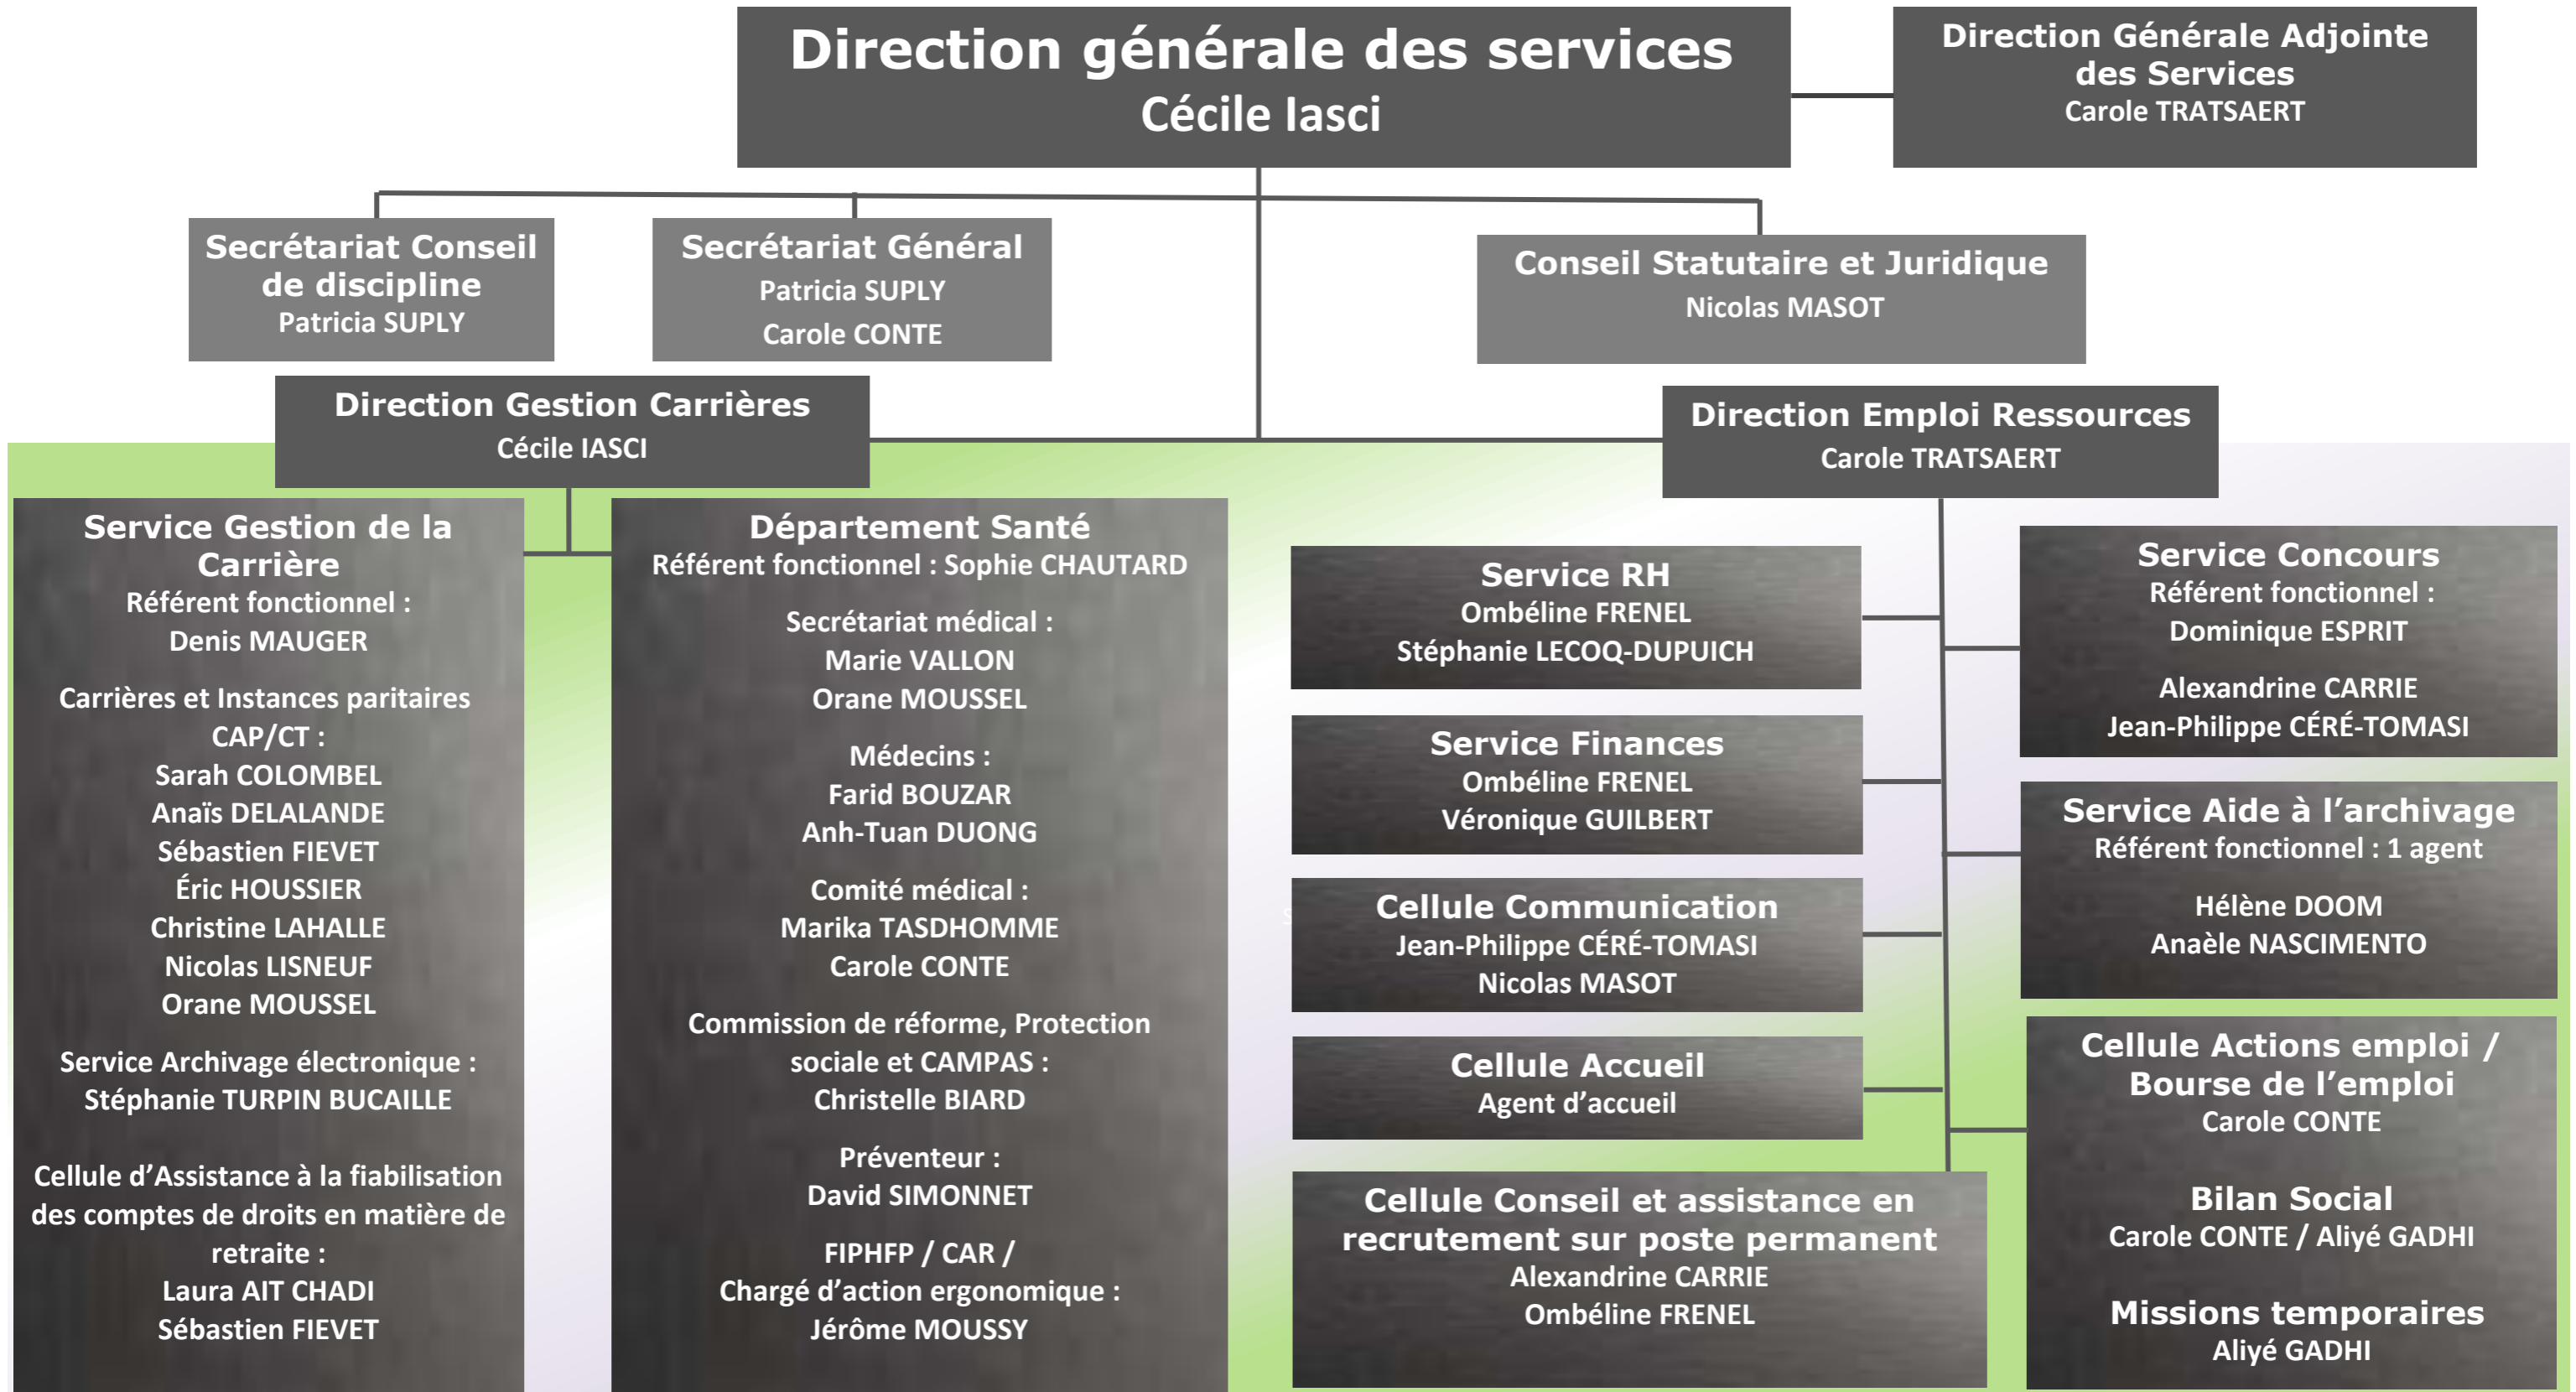 Direction générale des services
Cécile Iasci
Direction Générale Adjointe
des Services
Carole TRATSAERT
Secrétariat Conseil
de discipline
Patricia SUPLY
Secrétariat Général
Patricia SUPLY
Carole CONTE
Conseil Statutaire et Juridique
Nicolas MASOT
Direction Gestion Carrières
Cécile IASCI
Direction Emploi Ressources
Carole TRATSAERT
Service Gestion de la
Carrière
Référent fonctionnel :
Denis MAUGER
Carrières et Instances paritaires
CAP/CT :
Sarah COLOMBEL
Anaïs DELALANDE
Sébastien FIEVET
Éric HOUSSIER
Christine LAHALLE
Nicolas LISNEUF
Orane MOUSSEL
Service Archivage électronique :
Stéphanie TURPIN BUCAILLE
Cellule d’Assistance à la fiabilisation
des comptes de droits en matière de
retraite :
Laura AIT CHADI
Sébastien FIEVET
Département Santé
Référent fonctionnel : Sophie CHAUTARD
Secrétariat médical :
Marie VALLON
Orane MOUSSEL
Médecins :
Farid BOUZAR
Anh-Tuan DUONG
Comité médical :
Marika TASDHOMME
Carole CONTE
Commission de réforme, Protection
sociale et CAMPAS :
Christelle BIARD
Préventeur :
David SIMONNET
FIPHFP / CAR /
Chargé d’action ergonomique :
Jérôme MOUSSY
Service RH
Ombéline FRENEL
Stéphanie LECOQ-DUPUICH
Service Finances
Ombéline FRENEL
Véronique GUILBERT
Cellule Communication
Jean-Philippe CÉRÉ-TOMASI
Nicolas MASOT
Cellule Accueil
Agent d’accueil
Cellule Conseil et assistance en
recrutement sur poste permanent
Alexandrine CARRIE
Ombéline FRENEL
Service Concours
Référent fonctionnel :
Dominique ESPRIT
Alexandrine CARRIE
Jean-Philippe CÉRÉ-TOMASI
Service Aide à l’archivage
Référent fonctionnel : 1 agent
Hélène DOOM
Anaèle NASCIMENTO
Cellule Actions emploi /
Bourse de l’emploi
Carole CONTE
Bilan Social
Carole CONTE / Aliyé GADHI
Missions temporaires
Aliyé GADHI